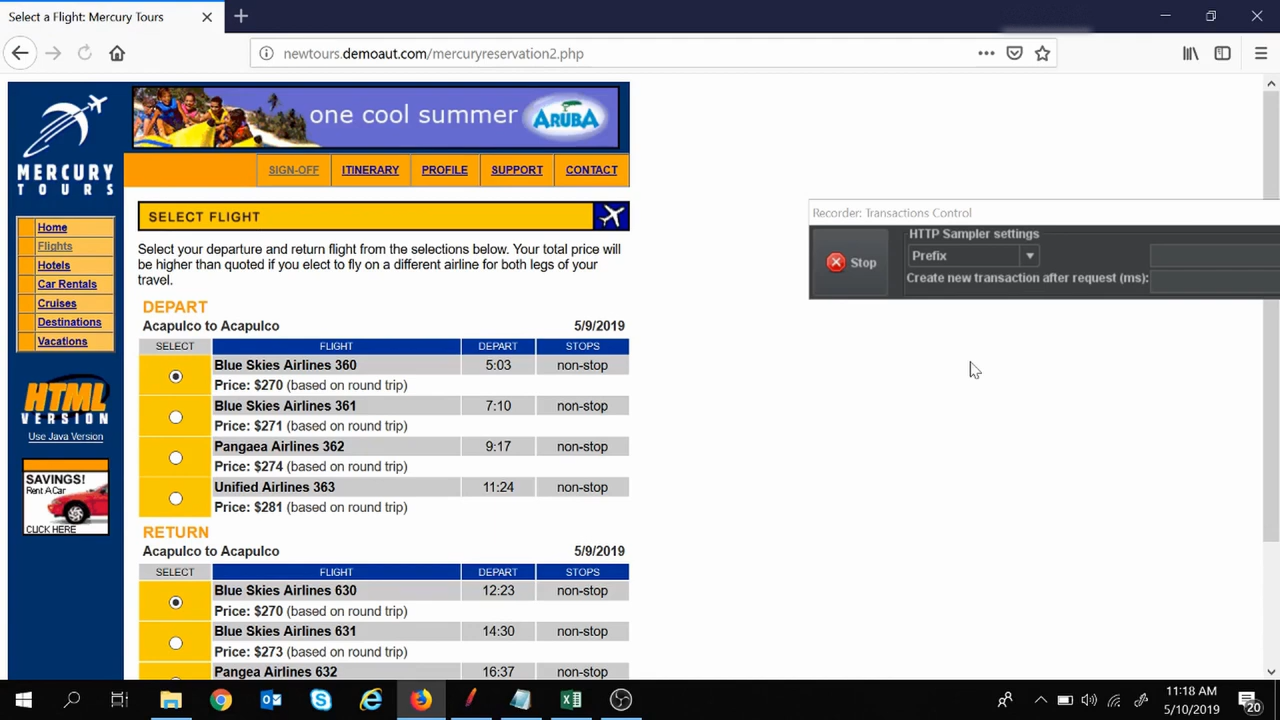 Select a Flight: Mercury Tours
newtours.demoaut.com/mercuryreservation2.php
one cool summer
ARUBA
MERCURY
TOURS
SIGN-OFF
ITINERARY
PROFILE
SUPPORT
CONTACT
Home
Flights
Hotels
Car Rentals
Cruises
Destinations
Vacations
HTML
VERSION
Use Java Version
SAVINGS!
Rent A Car
CLICK HERE
SELECT FLIGHT
Select your departure and return flight from the selections below. Your total price will
be higher than quoted if you elect to fly on a different airline for both legs of your
travel.
DEPART
Acapulco to Acapulco 5/9/2019
SELECT FLIGHT DEPART STOPS
Blue Skies Airlines 360 5:03 non-stop
Price: $270 (based on round trip)
Blue Skies Airlines 361 7:10 non-stop
Price: $271 (based on round trip)
Pangaea Airlines 362 9:17 non-stop
Price: $274 (based on round trip)
Unified Airlines 363 11:24 non-stop
Price: $281 (based on round trip)
RETURN
Acapulco to Acapulco 5/9/2019
SELECT FLIGHT DEPART STOPS
Blue Skies Airlines 630 12:23 non-stop
Price: $270 (based on round trip)
Blue Skies Airlines 631 14:30 non-stop
Price: $273 (based on round trip)
Pangea Airlines 632 16:37 non-stop
Recorder: Transactions Control
Stop
HTTP Sampler settings
Prefix
Create new transaction after request (ms):
11:18 AM
5/10/2019
20